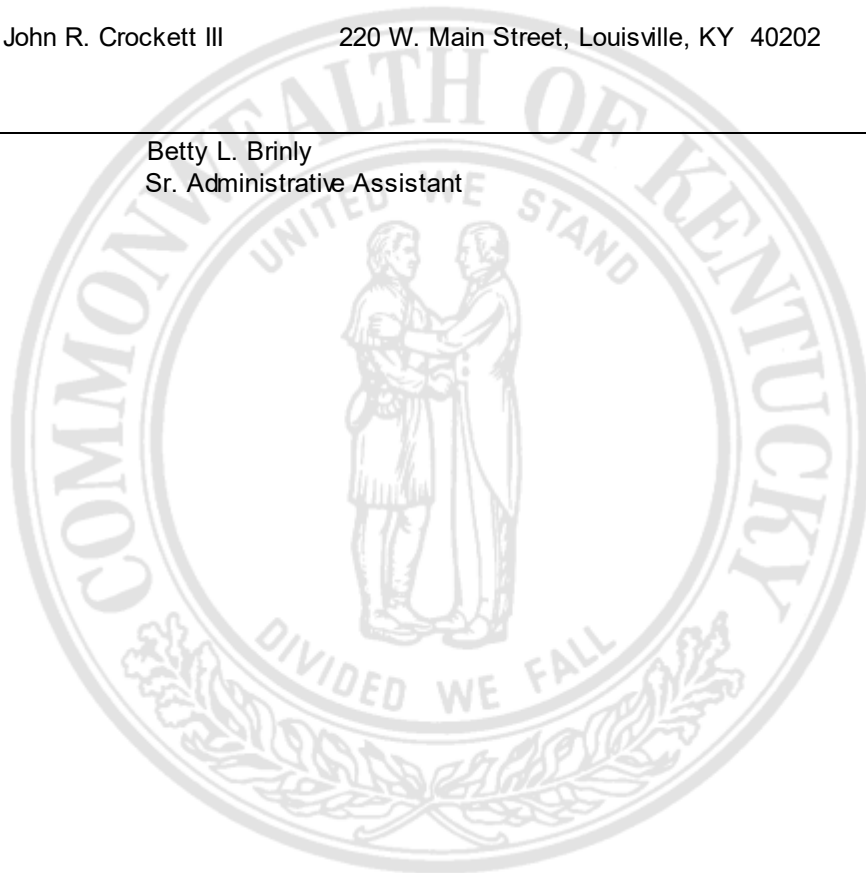 John R. Crockett III 220 W. Main Street, Louisville, KY 40202
Betty L. Brinly
Sr. Administrative Assistant
COMMONWEALTH OF KENTUCKY
UNITED WE STAND
DIVIDED WE FALL